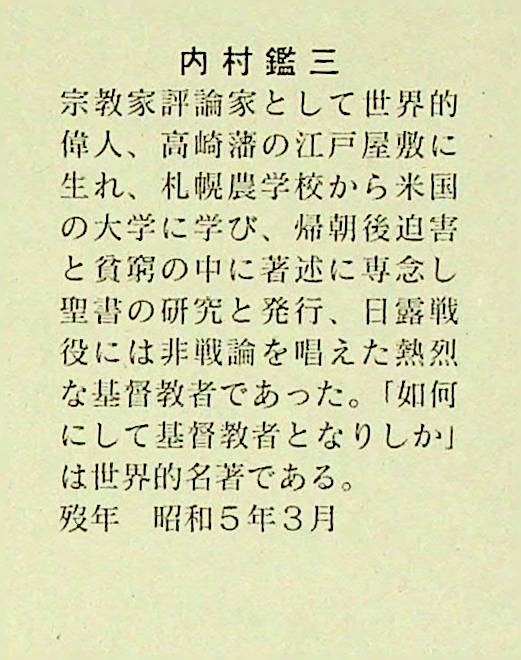 内村鑑三
宗教家評論家として世界的
偉人、高崎藩の江戸屋敷に
生れ、札幌農学校から米国
の大学に学び、帰朝後迫害
と貧窮の中に著述に専念し
聖書の研究と発行、日露戦
役には非戦論を唱えた熱烈
な基督教者であった。「如何
にして基督教者となりしか」
は世界的名著である。
歿年　昭和５年３月